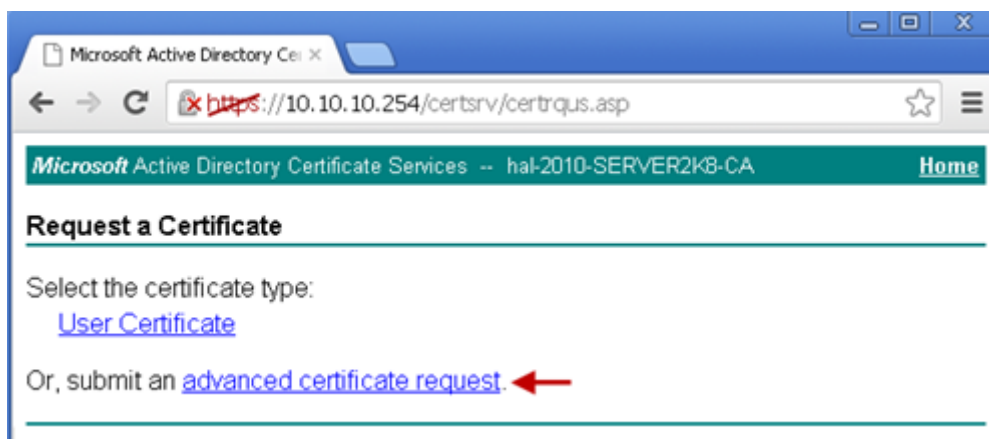 Microsoft Active Directory Cer
https://10.10.10.254/certsrv/certrqus.asp
Microsoft Active Directory Certificate Services -- hal-2010-SERVER2K8-CA Home
Request a Certificate
Select the certificate type:
User Certificate
Or, submit an advanced certificate request.